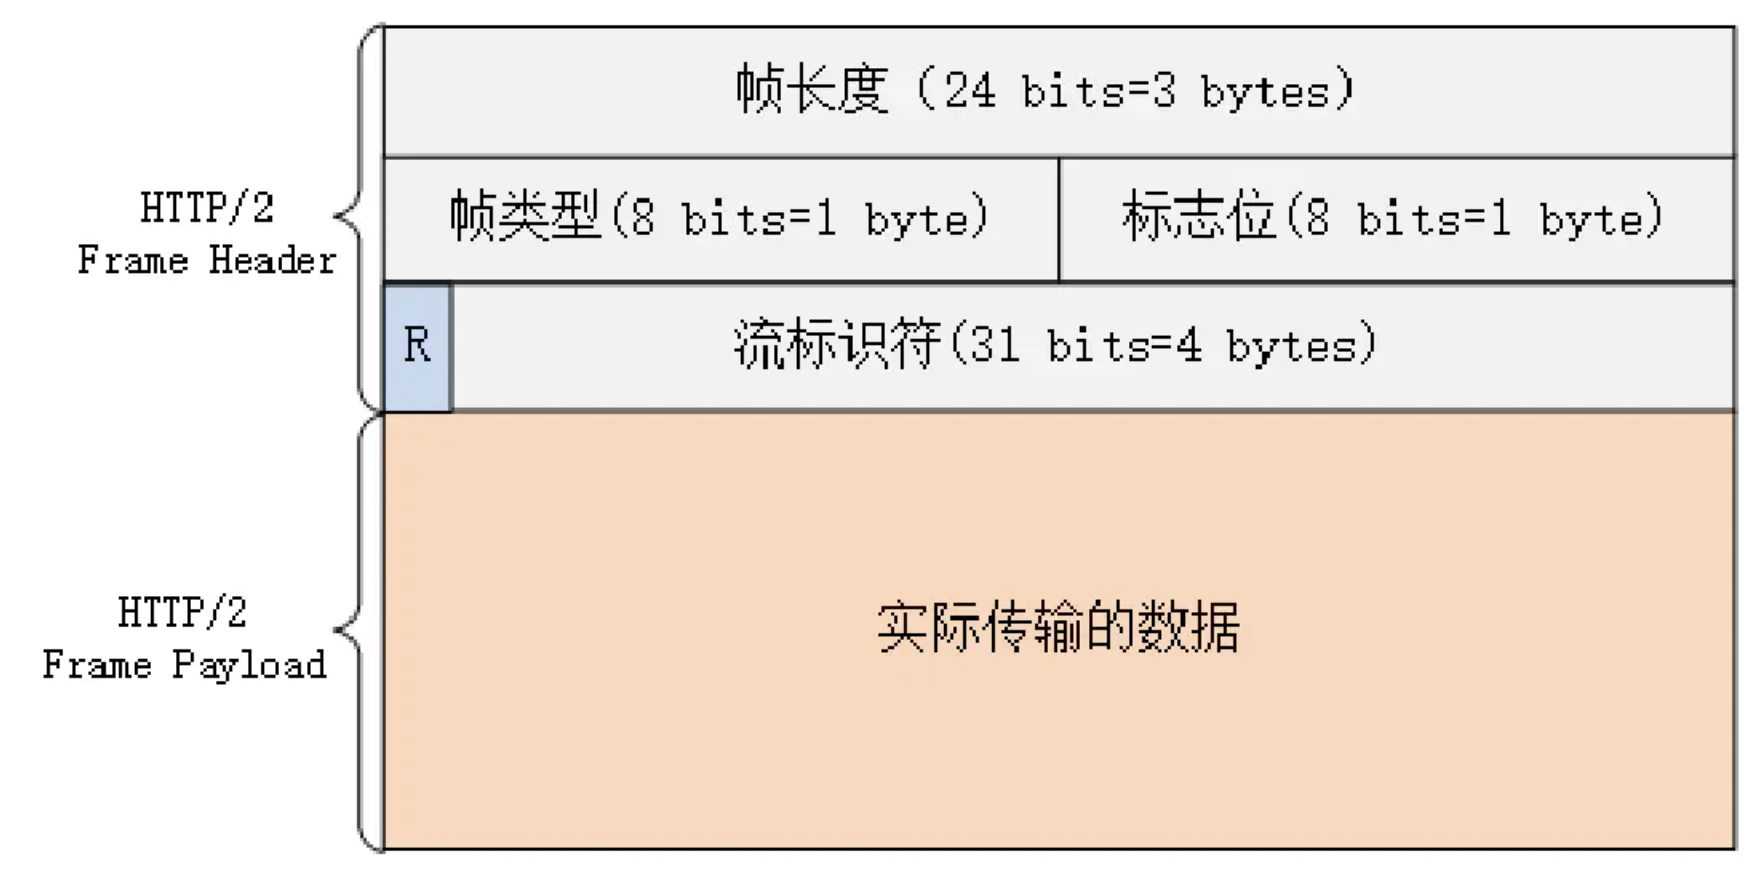 帧长度（24 bits=3 bytes）
HTTP/2
Frame Header
帧类型(8 bits=1 byte)
标志位(8 bits=1 byte)
R
流标识符(31 bits=4 bytes)
HTTP/2
Frame Payload
实际传输的数据